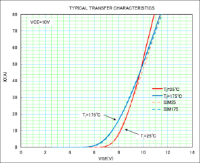 TYPICAL TRANSFER CHARACTERISTICS
VDS=10V
80
70
60
50
40
30
20
10
0
ID(A)
Tj=25°C
Tj=175°C
SIM25
SIM175
Tj=175°C
Tj=25°C
0 2 4 6 8 10 12 14
VGS(V)